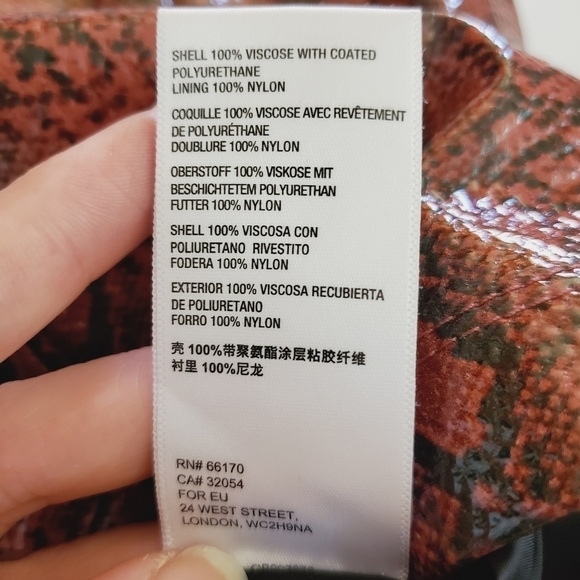 SHELL 100% VISCOSE WITH COATED
POLYURETHANE
LINING 100% NYLON
COQUILLE 100% VISCOSE AVEC REVÊTEMENT
DE POLYURÉTHANE
DOUBLURE 100% NYLON
OBERSTOFF 100% VISKOSE MIT
BESCHICHTETEM POLYURETHAN
FUTTER 100% NYLON
SHELL 100% VISCOSA CON
POLIURETANO RIVESTITO
FODERA 100% NYLON
EXTERIOR 100% VISCOSA RECUBIERTA
DE POLIURETANO
FORRO 100% NYLON
壳 100%带聚氨酯涂层粘胶纤维
衬里 100%尼龙
RN# 66170
CA# 32054
FOR EU
24 WEST STREET,
LONDON, WC2H9NA